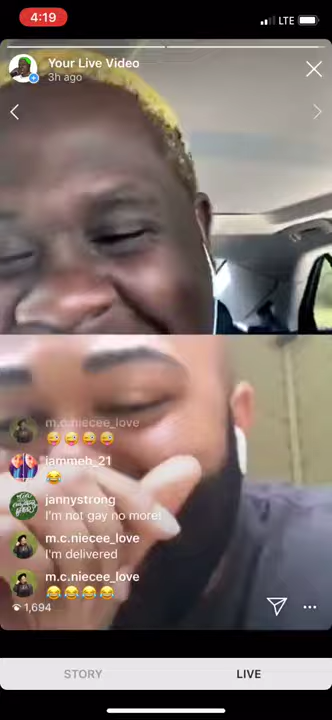 4:19
LTE
Your Live Video
3h ago
m.c.niecee_love
😜😜😜😂
iammeh_21
😂
jannystrong
I'm not gay no more!
m.c.niecee_love
I'm delivered
m.c.niecee_love
😂😂😂😂
1,694
STORY
LIVE